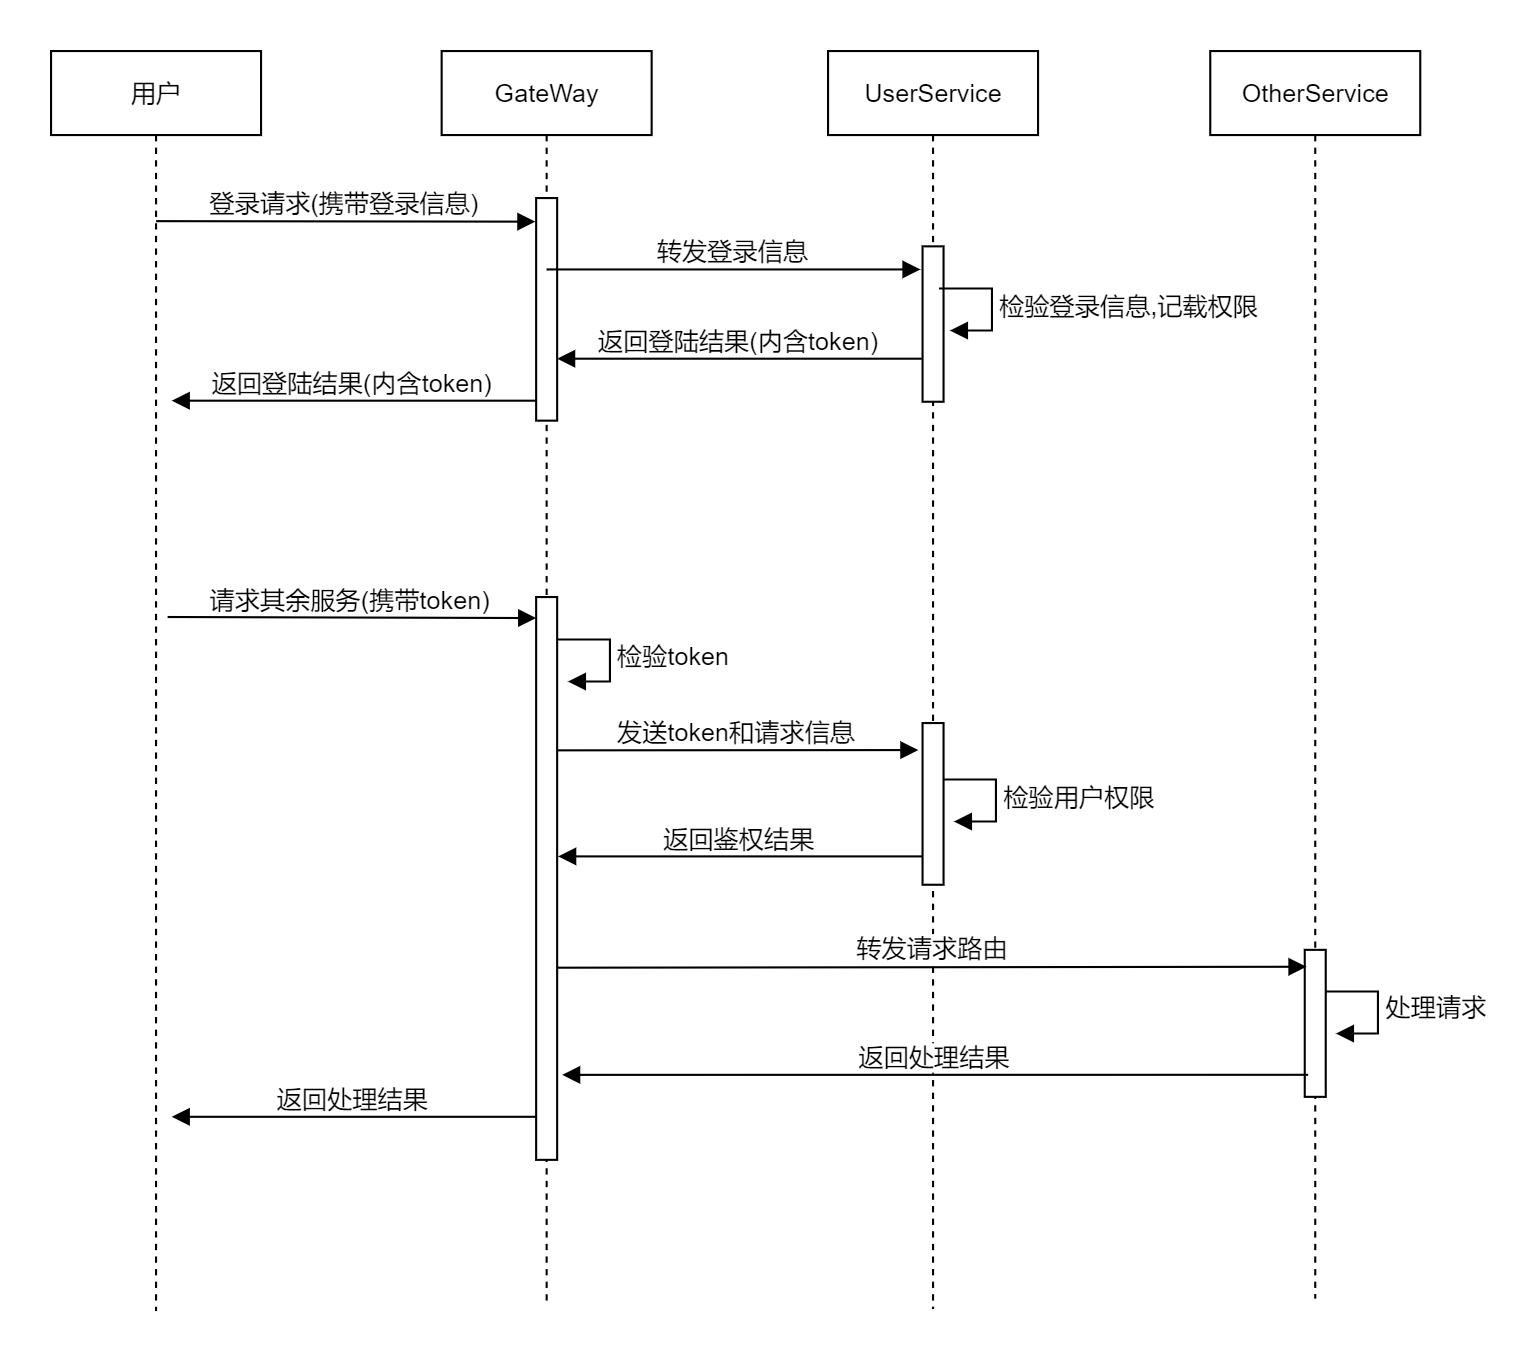 用户
GateWay
UserService
OtherService
登录请求(携带登录信息)
转发登录信息
检验登录信息,记载权限
返回登陆结果(内含token)
返回登陆结果(内含token)
请求其余服务(携带token)
检验token
发送token和请求信息
检验用户权限
返回鉴权结果
转发请求路由
处理请求
返回处理结果
返回处理结果